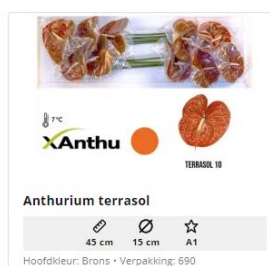 7°C
XAnthu
TERRASOL 10
Anthurium terrasol
45 cm 15 cm A1
Hoofdkleur: Brons • Verpakking: 690